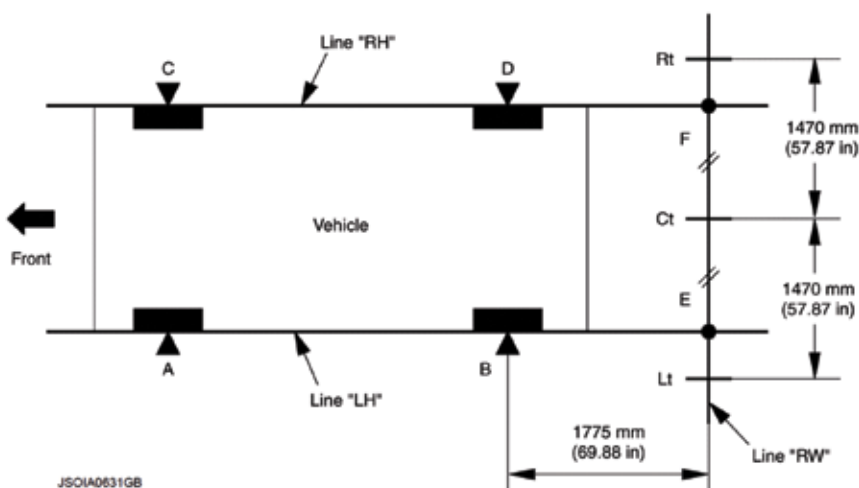 Line "RH"
C
D
Rt
F
1470 mm
(57.87 in)
Ct
Vehicle
Front
E
1470 mm
(57.87 in)
A
B
Line "LH"
Lt
1775 mm
(69.88 in)
Line "RW"
JSOIA0631GB